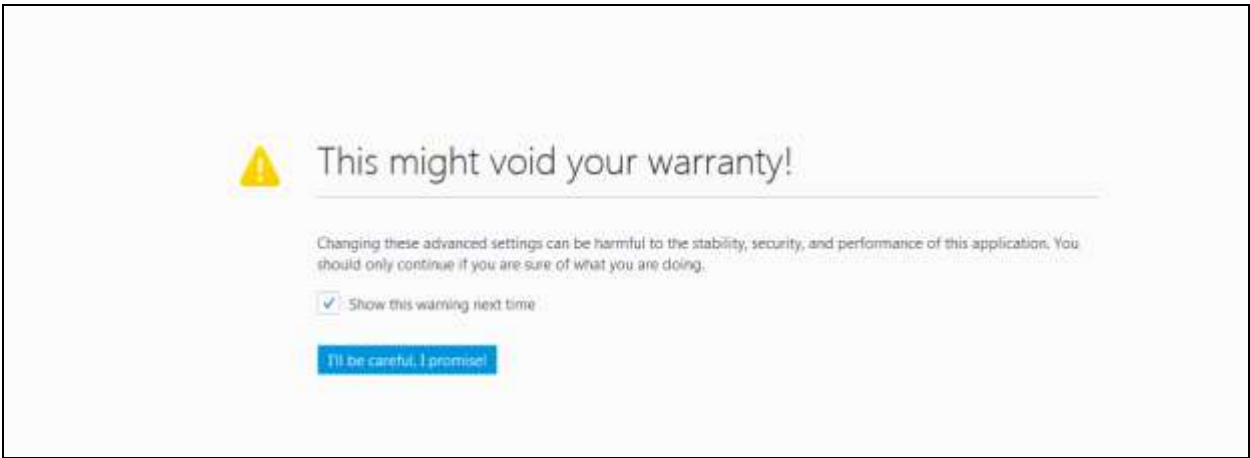 This might void your warranty!
Changing these advanced settings can be harmful to the stability, security, and performance of this application. You
should only continue if you are sure of what you are doing.
Show this warning next time
I'll be careful, I promise!